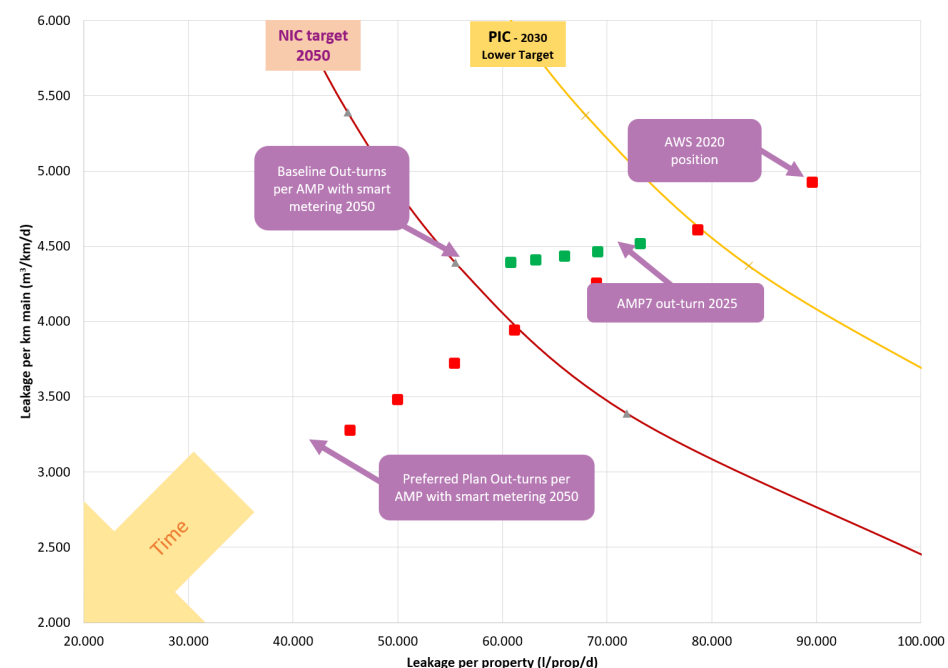 6.000
5.500
5.000
4.500
4.000
3.500
3.000
2.500
2.000
Leakage per km main (m³/km/d)
NIC target
2050
PIC - 2030
Lower Target
AWS 2020
position
Baseline Out-turns
per AMP with smart
metering 2050
AMP7 out-turn 2025
Preferred Plan Out-turns per
AMP with smart metering 2050
Time
20.000
30.000
40.000
50.000
60.000
70.000
80.000
90.000
100.000
Leakage per property (l/prop/d)